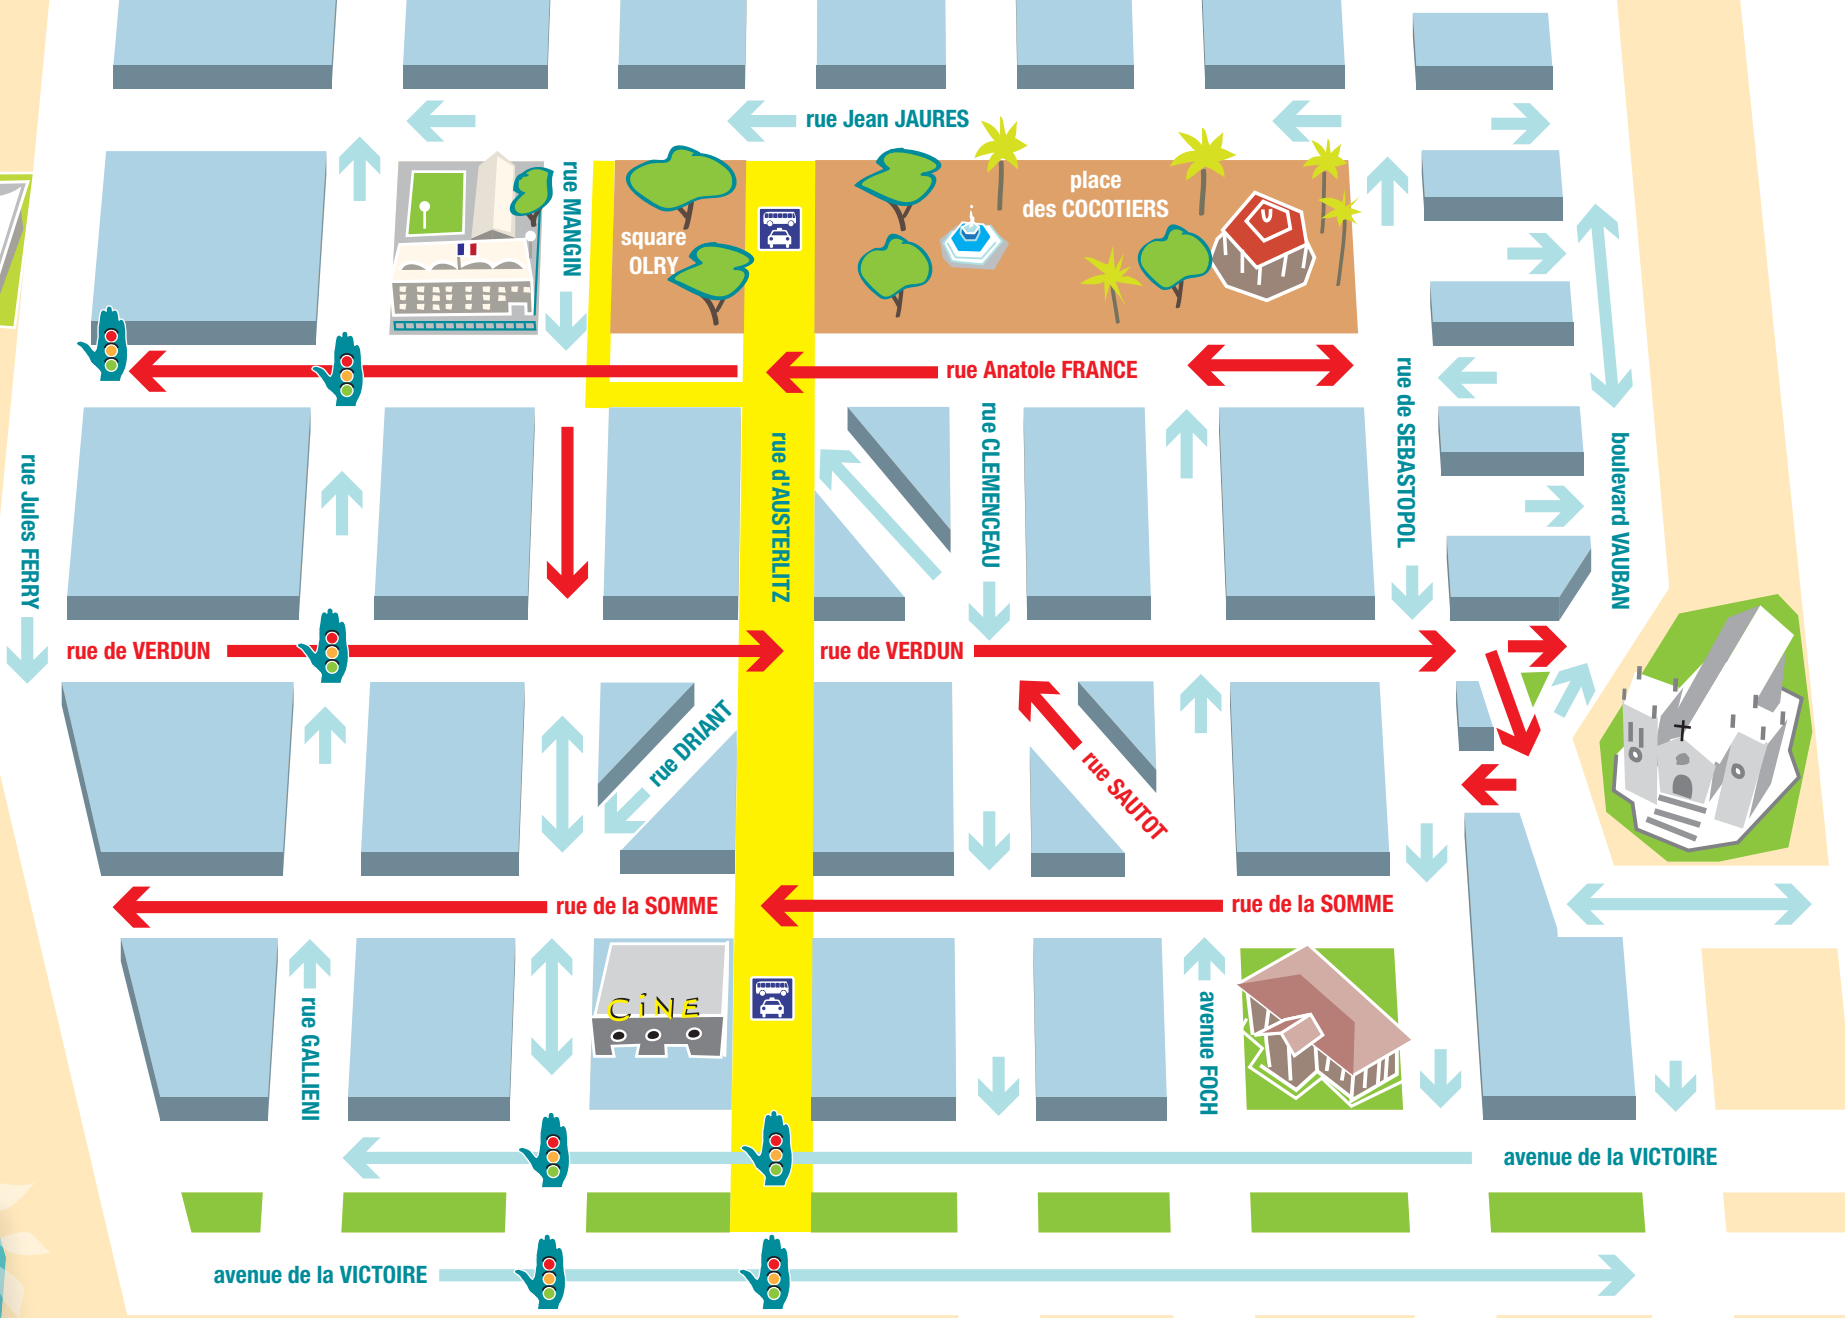 rue Jean JAURES
rue MANGIN
place
des COCOTIERS
square
OLRY
rue Anatole FRANCE
rue de SEBASTOPOL
rue CLEMENCEAU
rue d'AUSTERLITZ
boulevard VAUBAN
rue Jules FERRY
rue de VERDUN
rue de VERDUN
rue DRIANT
rue SAUTOT
rue de la SOMME
rue de la SOMME
CiNE
rue GALLIENI
avenue FOCH
avenue de la VICTOIRE
avenue de la VICTOIRE